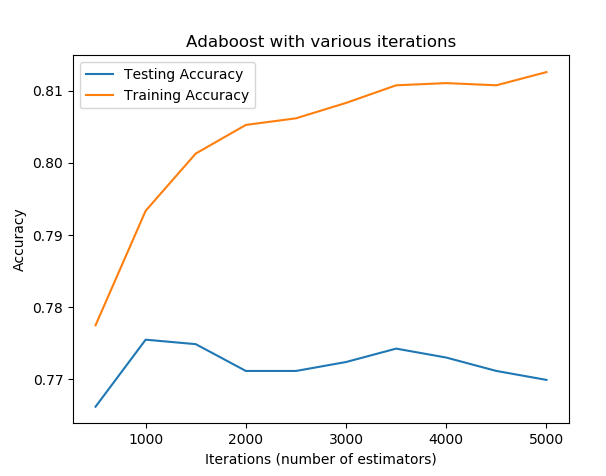 Adaboost with various iterations
Testing Accuracy
Training Accuracy
0.81
0.80
0.79
0.78
0.77
Accuracy
1000 2000 3000 4000 5000
Iterations (number of estimators)